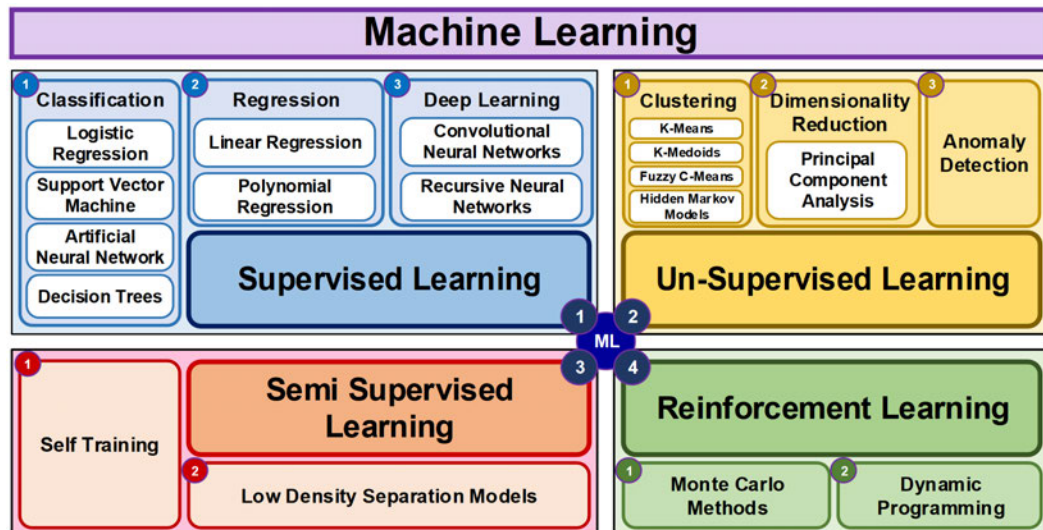 Machine Learning
1
Classification
Logistic
Regression
Support Vector
Machine
Artificial
Neural Network
Decision Trees
2
Regression
Linear Regression
Polynomial
Regression
3
Deep Learning
Convolutional
Neural Networks
Recursive Neural
Networks
Supervised Learning
1
1
Clustering
K-Means
K-Medoids
Fuzzy C-Means
Hidden Markov
Models
2
Dimensionality
Reduction
Principal
Component
Analysis
3
Anomaly
Detection
Un-Supervised Learning
2
ML
3
4
1
Self Training
Semi Supervised
Learning
2
Low Density Separation Models
Reinforcement Learning
1
Monte Carlo
Methods
2
Dynamic
Programming